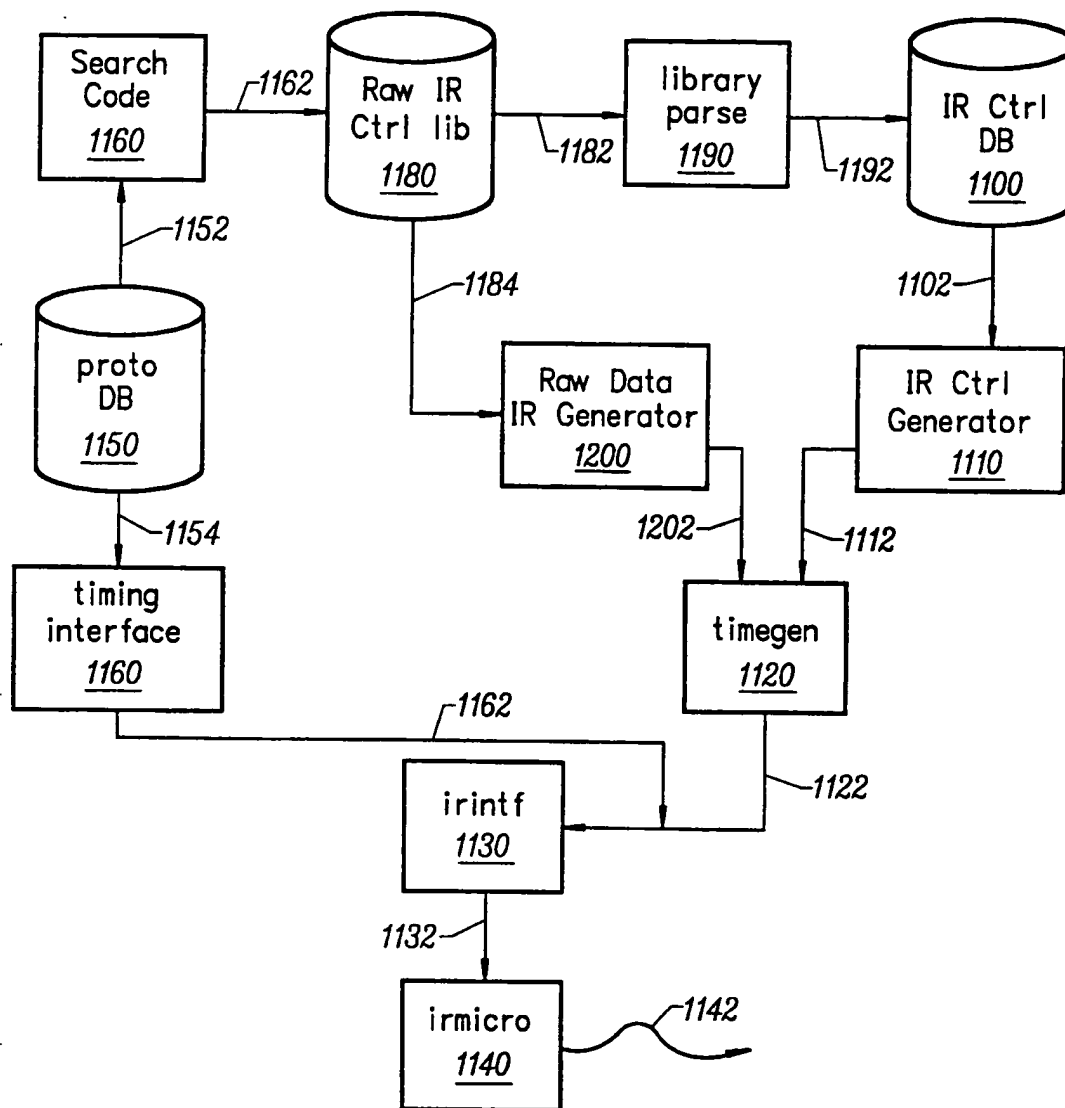 Search
Code
1160
1162
Raw IR
Ctrl lib
1180
1182
library
parse
1190
1192
IR Ctrl
DB
1100
1152
1184
1102
proto
DB
1150
Raw Data
IR Generator
1200
IR Ctrl
Generator
1110
1154
1202
1112
timing
interface
1160
timegen
1120
1162
1122
irintf
1130
1132
irmicro
1140
1142